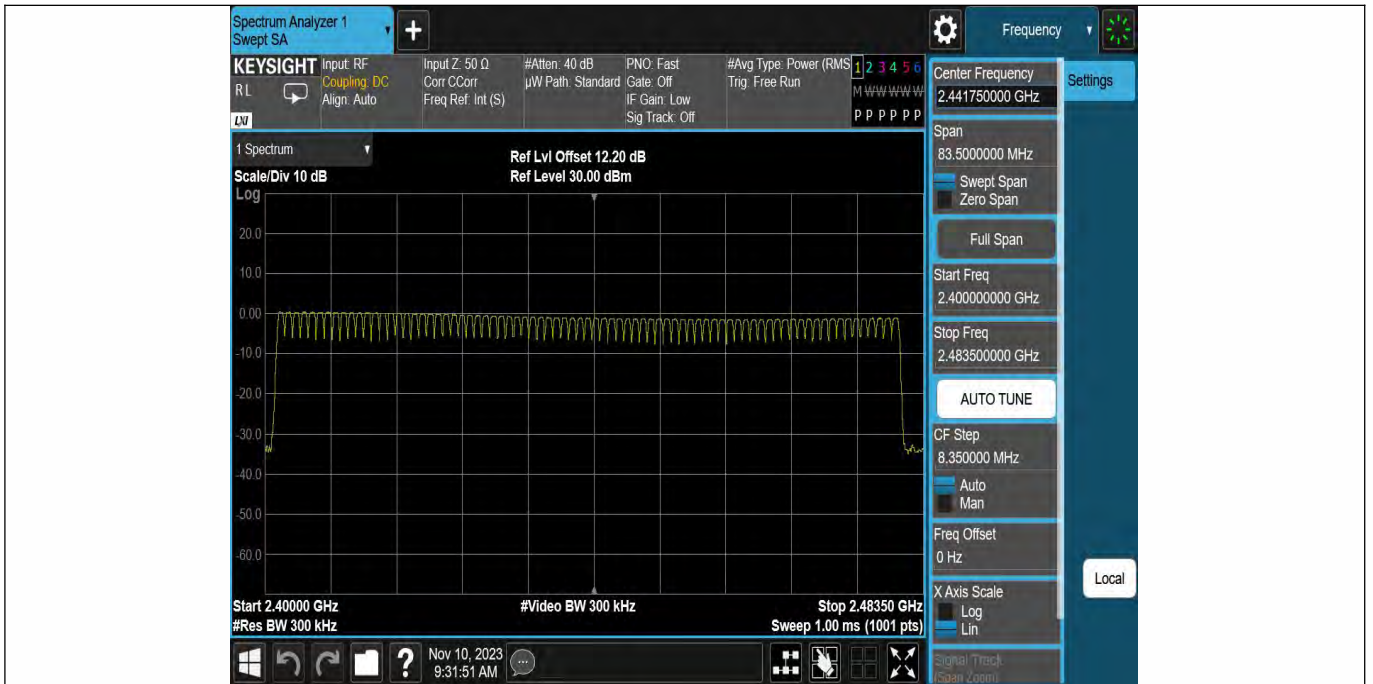 Spectrum Analyzer 1
Swept SA
+
Frequency
KEYSIGHT
R L
LXI
Input: RF
Coupling: DC
Align: Auto
Input Z: 50 Ω
Corr CCorr
Freq Ref: Int (S)
#Atten: 40 dB
µW Path: Standard
PNO: Fast
Gate: Off
IF Gain: Low
Sig Track: Off
#Avg Type: Power (RMS
Trig: Free Run
1 2 3 4 5 6
M W W W W W
P P P P P P
1 Spectrum
Scale/Div 10 dB
Ref Lvl Offset 12.20 dB
Ref Level 30.00 dBm
Log
20.0
10.0
0.00
-10.0
-20.0
-30.0
-40.0
-50.0
-60.0
Start 2.40000 GHz
#Video BW 300 kHz
Stop 2.48350 GHz
#Res BW 300 kHz
Sweep 1.00 ms (1001 pts)
Center Frequency
2.441750000 GHz
Settings
Span
83.5000000 MHz
Swept Span
Zero Span
Full Span
Start Freq
2.400000000 GHz
Stop Freq
2.483500000 GHz
AUTO TUNE
CF Step
8.350000 MHz
Auto
Man
Freq Offset
0 Hz
X Axis Scale
Log
Lin
Local
Signal Track
(Span Zoom)
?
Nov 10, 2023
9:31:51 AM